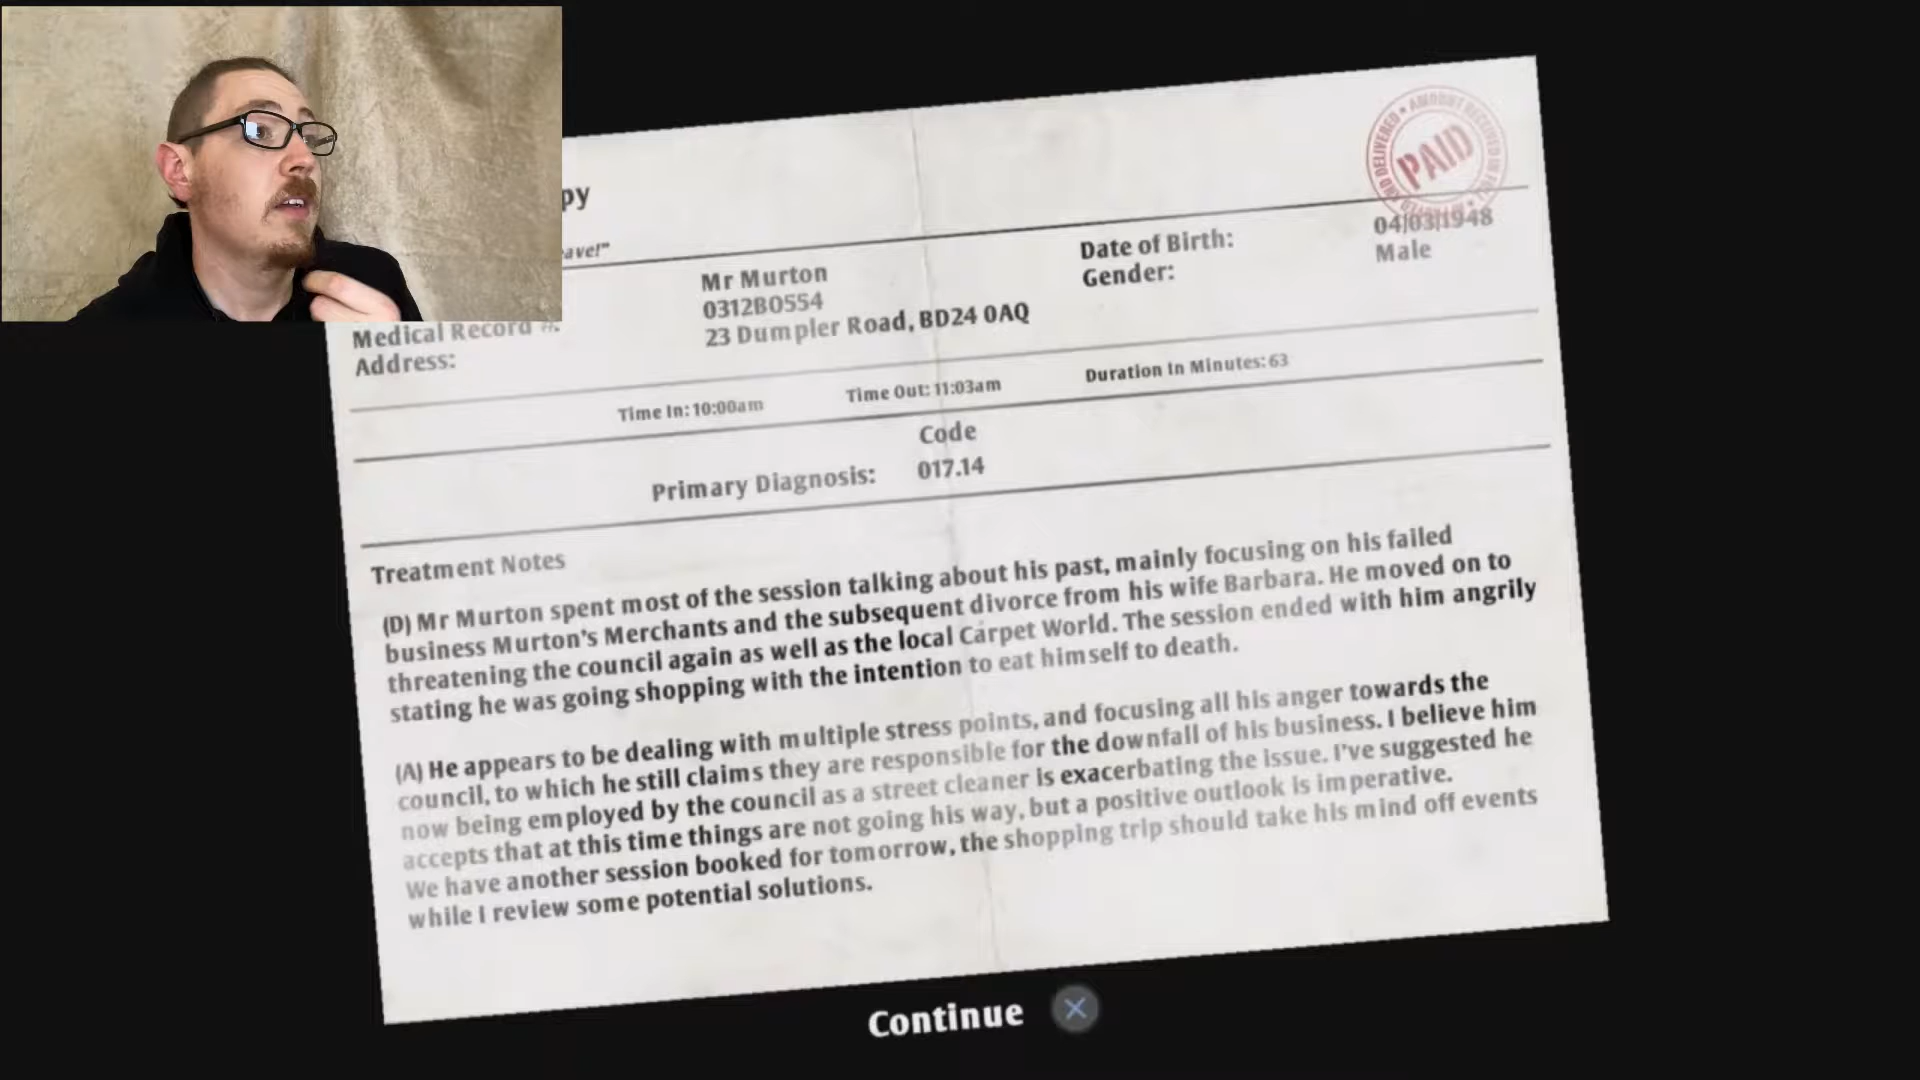 PAID
py
ave!"
Mr Murton
Date of Birth:
04/03/1948
0312BO554
Gender:
Male
Medical Record #:
23 Dumpler Road, BD24 0AQ
Address:
Time In: 10:00am
Time Out: 11:03am
Duration In Minutes: 63
Code
Primary Diagnosis:
017.14
Treatment Notes
(D) Mr Murton spent most of the session talking about his past, mainly focusing on his failed
business Murton's Merchants and the subsequent divorce from his wife Barbara. He moved on to
threatening the council again as well as the local Carpet World. The session ended with him angrily
stating he was going shopping with the intention to eat himself to death.
(A) He appears to be dealing with multiple stress points, and focusing all his anger towards the
council, to which he still claims they are responsible for the downfall of his business. I believe him
now being employed by the council as a street cleaner is exacerbating the issue. I've suggested he
accepts that at this time things are not going his way, but a positive outlook is imperative.
We have another session booked for tomorrow, the shopping trip should take his mind off events
while I review some potential solutions.
Continue